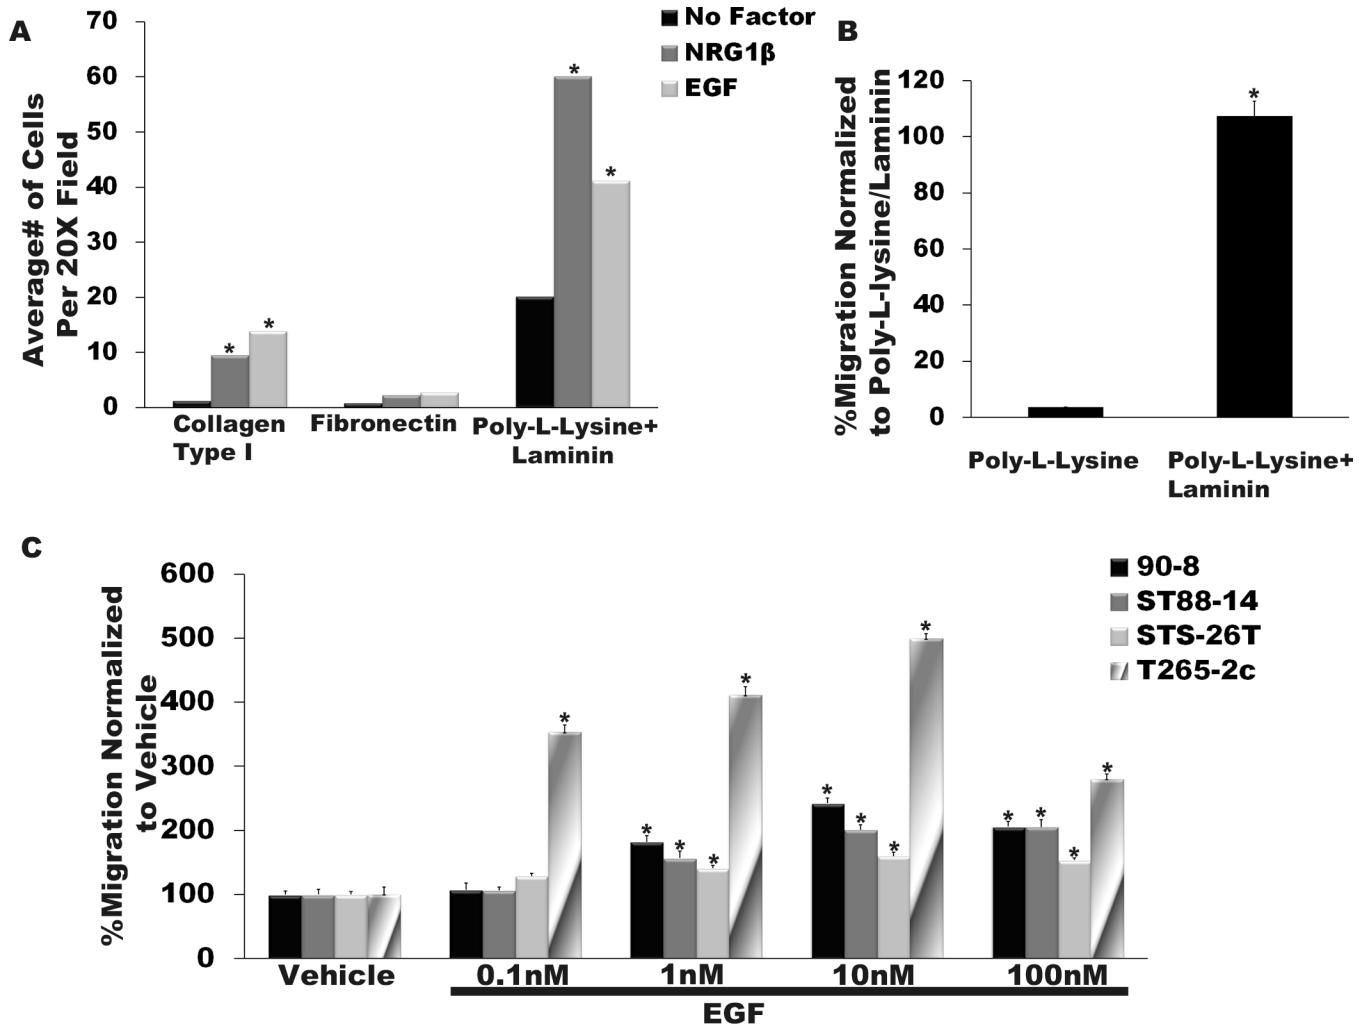 A
Average# of Cells
Per 20X Field
70
60
50
40
30
20
10
0
*
*
*
*
Collagen
Type I
Fibronectin
Poly-L-Lysine+
Laminin
No Factor
NRG1β
EGF
B
%Migration Normalized
to Poly-L-lysine/Laminin
120
100
80
60
40
20
0
*
Poly-L-Lysine
Poly-L-Lysine+
Laminin
C
%Migration Normalized
to Vehicle
600
500
400
300
200
100
0
*
*
*
*
*
*
*
*
*
*
*
*
*
Vehicle
0.1nM
1nM
10nM
100nM
EGF
90-8
ST88-14
STS-26T
T265-2c